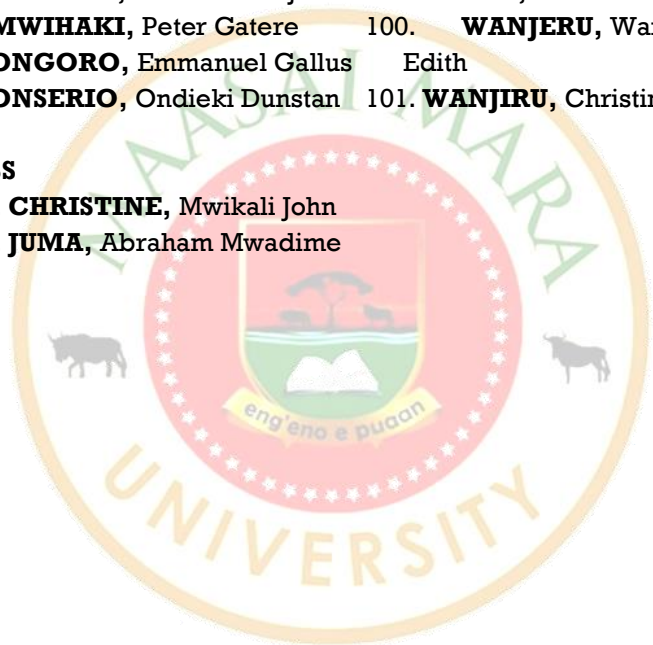 MWIHAKI, Peter Gatere
ONGORO, Emmanuel Gallus
ONSERIO, Ondieki Dunstan
100. WANJERU,
Edith
101. WANJIRU,
CHRISTINE, Mwikali John
JUMA, Abraham Mwadime
MAASAI MARA
eng'eno e puaan
UNIVERSITY